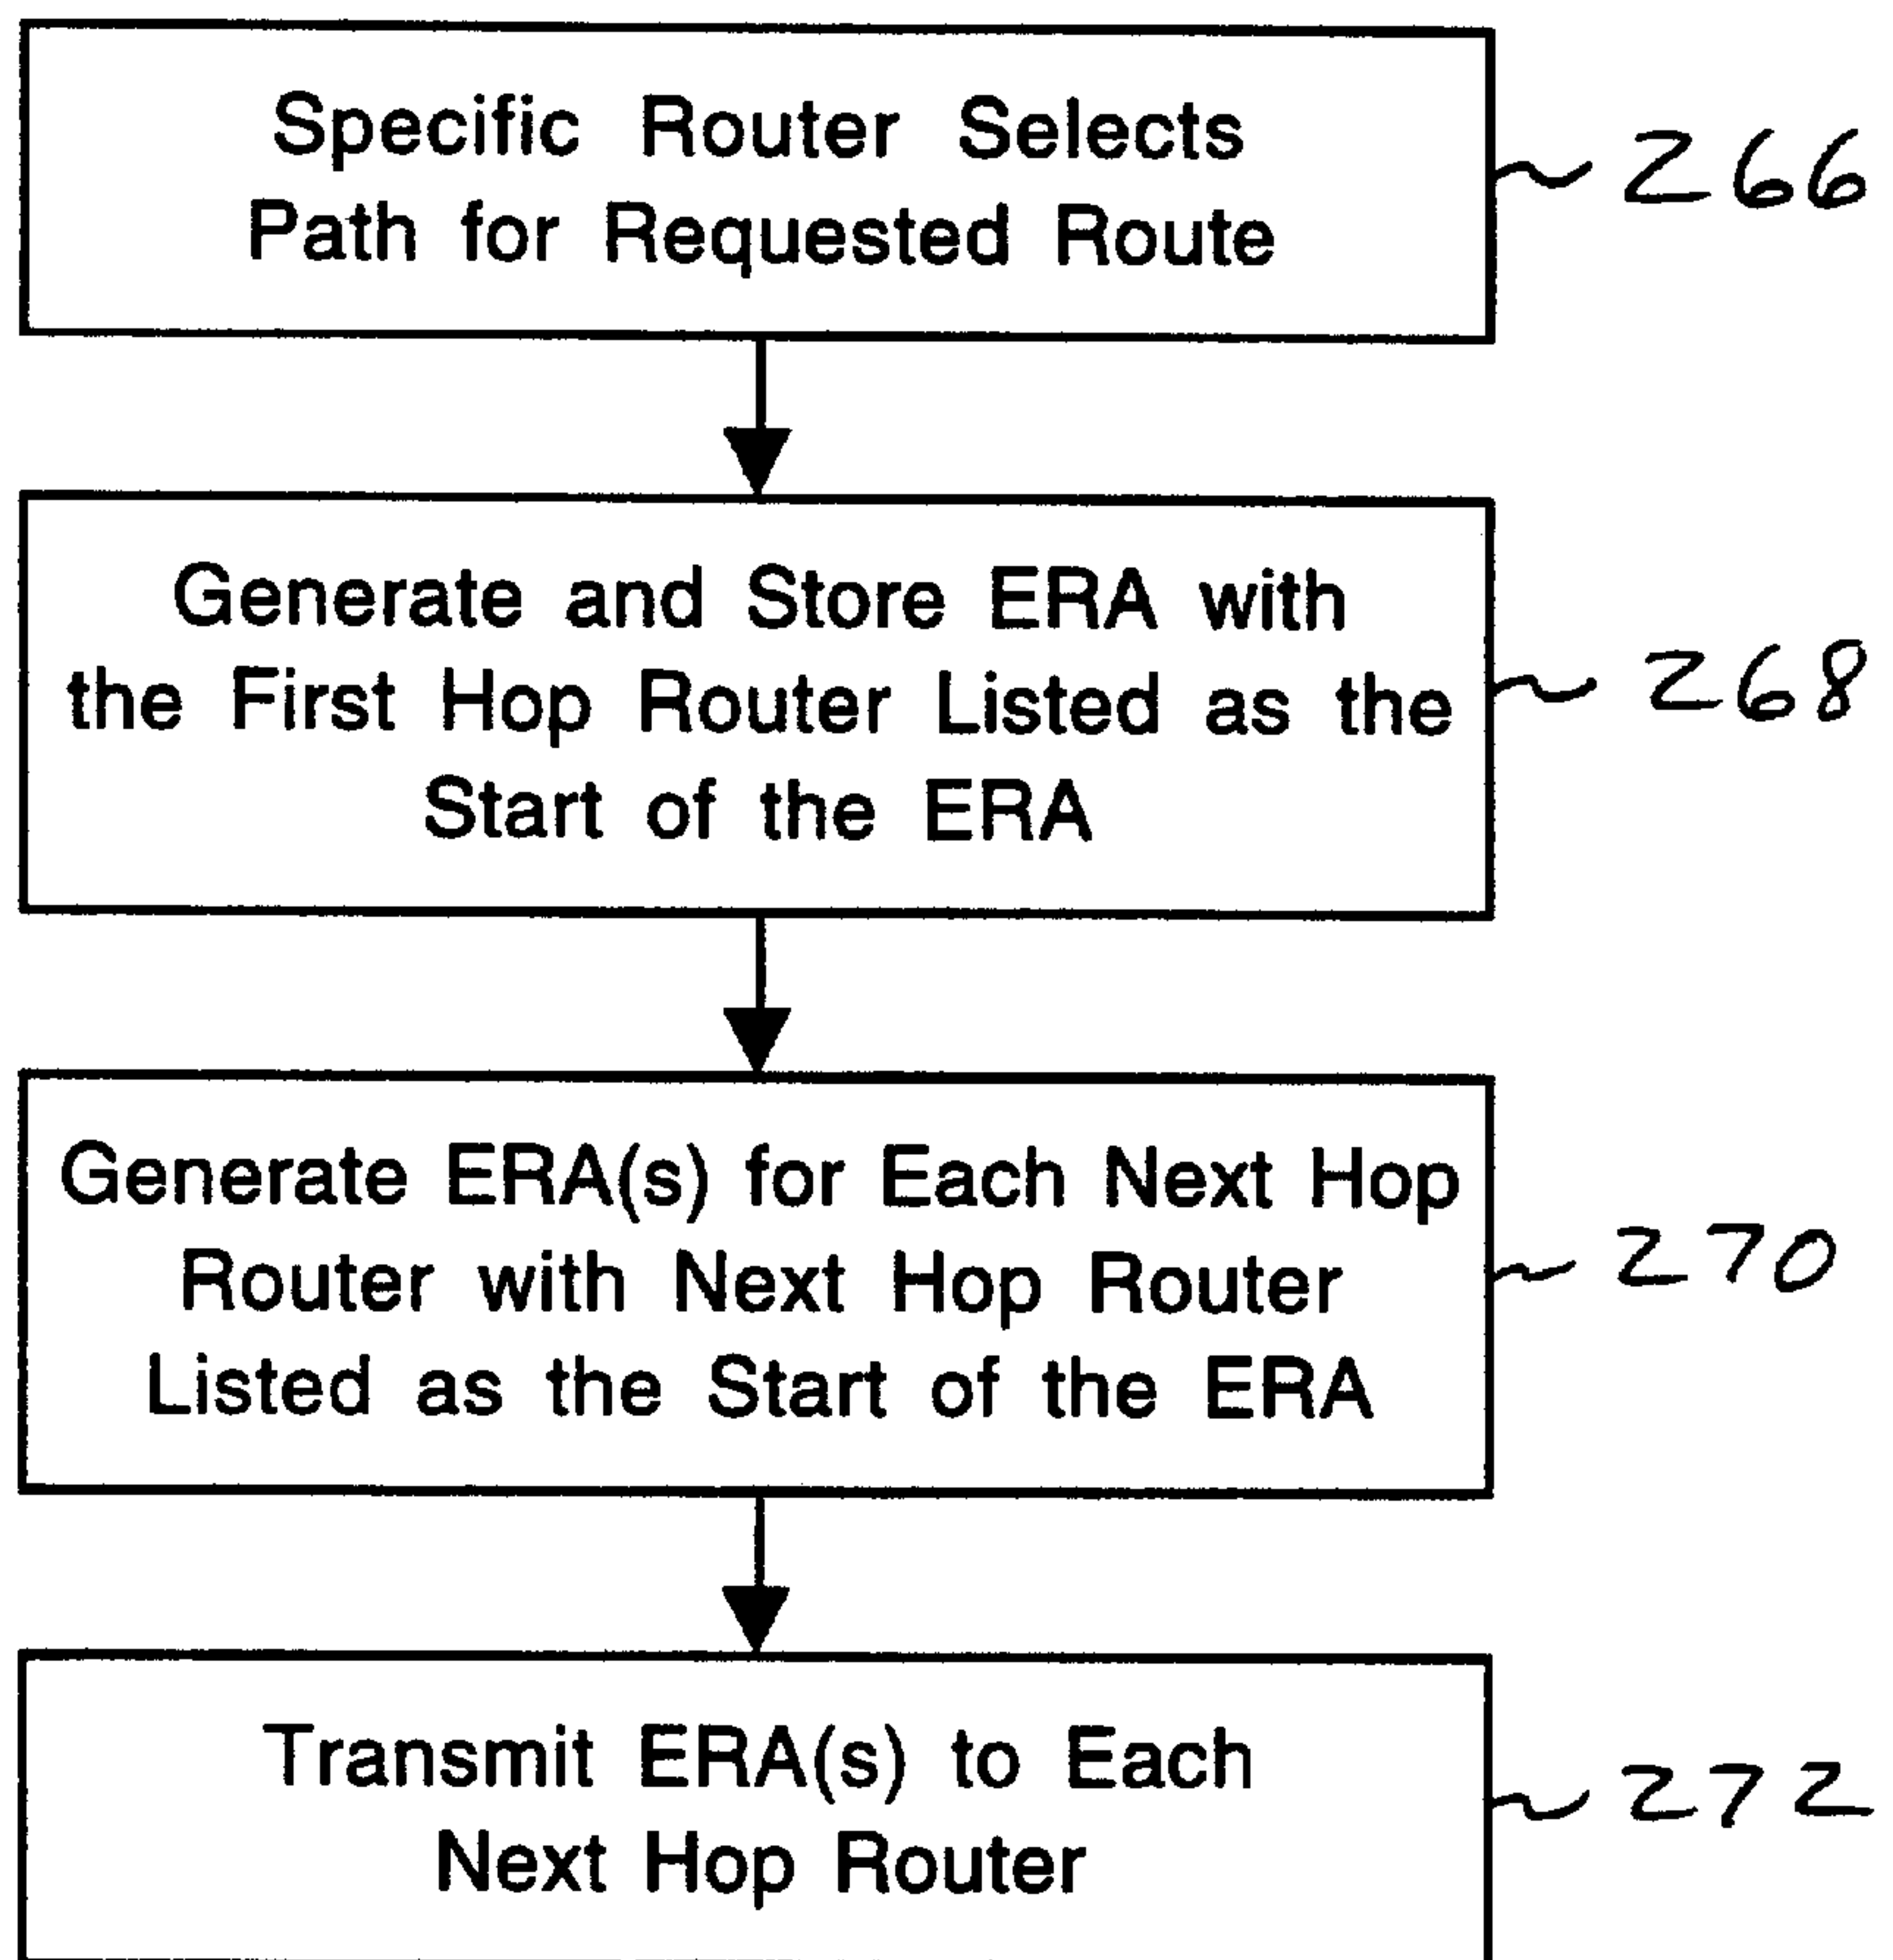 Specific Router Selects
Path for Requested Route
266
Generate and Store ERA with
the First Hop Router Listed as the
Start of the ERA
268
Generate ERA(s) for Each Next Hop
Router with Next Hop Router
Listed as the Start of the ERA
270
Transmit ERA(s) to Each
Next Hop Router
272